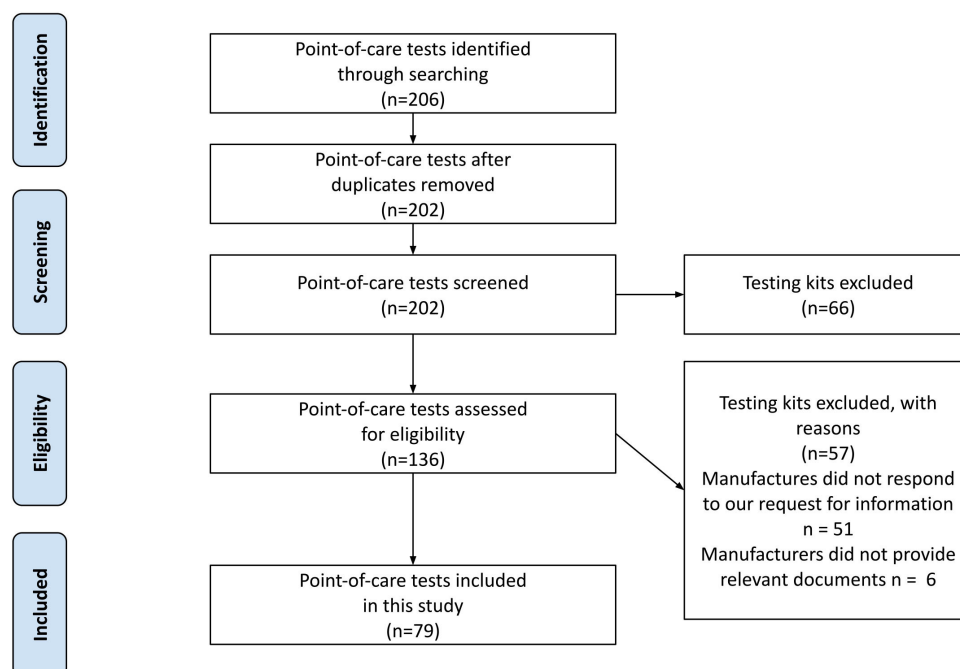 Identification
Point-of-care tests identified
through searching
(n=206)
Point-of-care tests after
duplicates removed
(n=202)
Screening
Point-of-care tests screened
(n=202)
Testing kits excluded
(n=66)
Eligibility
Point-of-care tests assessed
for eligibility
(n=136)
Testing kits excluded, with
reasons
(n=57)
Manufactures did not respond
to our request for information
n = 51
Manufacturers did not provide
relevant documents n =  6
Included
Point-of-care tests included
in this study
(n=79)